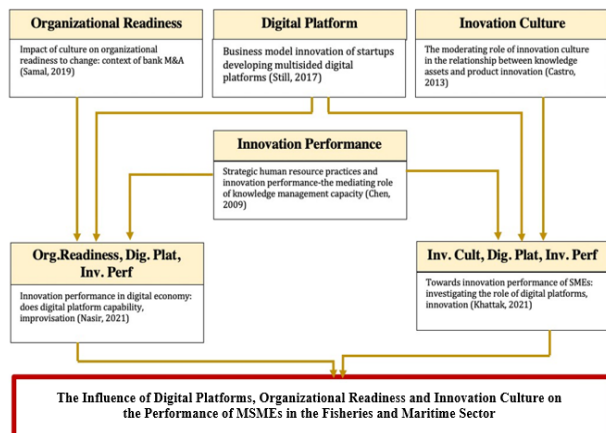 Organizational Readiness
Impact of culture on organizational
readiness to change: context of bank M&A
(Samal, 2019)
Digital Platform
Business model innovation of startups
developing multisided digital
platforms (Still, 2017)
Inovation Culture
The moderating role of innovation culture
in the relationship between knowledge
assets and product innovation (Castro,
2013)
Innovation Performance
Strategic human resource practices and
innovation performance-the mediating role
of knowledge management capacity (Chen,
2009)
Org.Readiness, Dig. Plat,
Inv. Perf
Innovation performance in digital economy:
does digital platform capability,
improvisation (Nasir, 2021)
Inv. Cult, Dig. Plat, Inv. Perf
Towards innovation performance of SMEs:
investigating the role of digital platforms,
innovation (Khattak, 2021)
The Influence of Digital Platforms, Organizational Readiness and Innovation Culture on
the Performance of MSMEs in the Fisheries and Maritime Sector